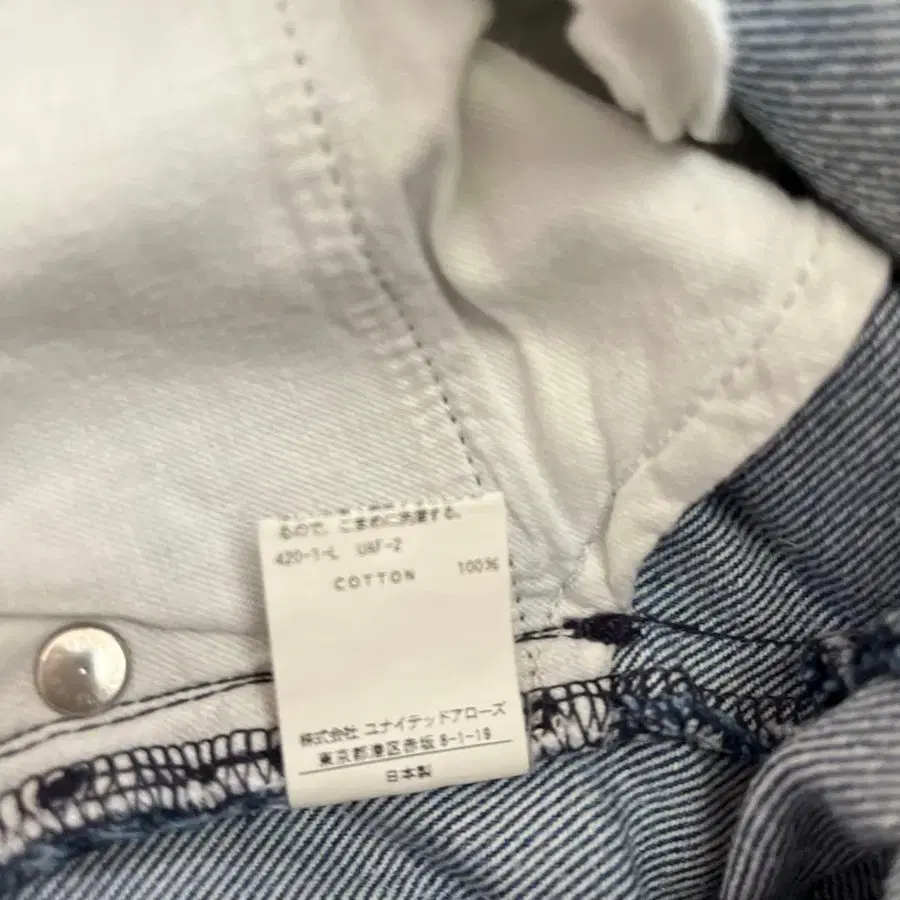 るので、こまめに洗濯する。
420-1-L UAF-2
COTTON 10036
株式会社 ユナイテッドアローズ
東京都港区赤坂 8-1-19
日本製